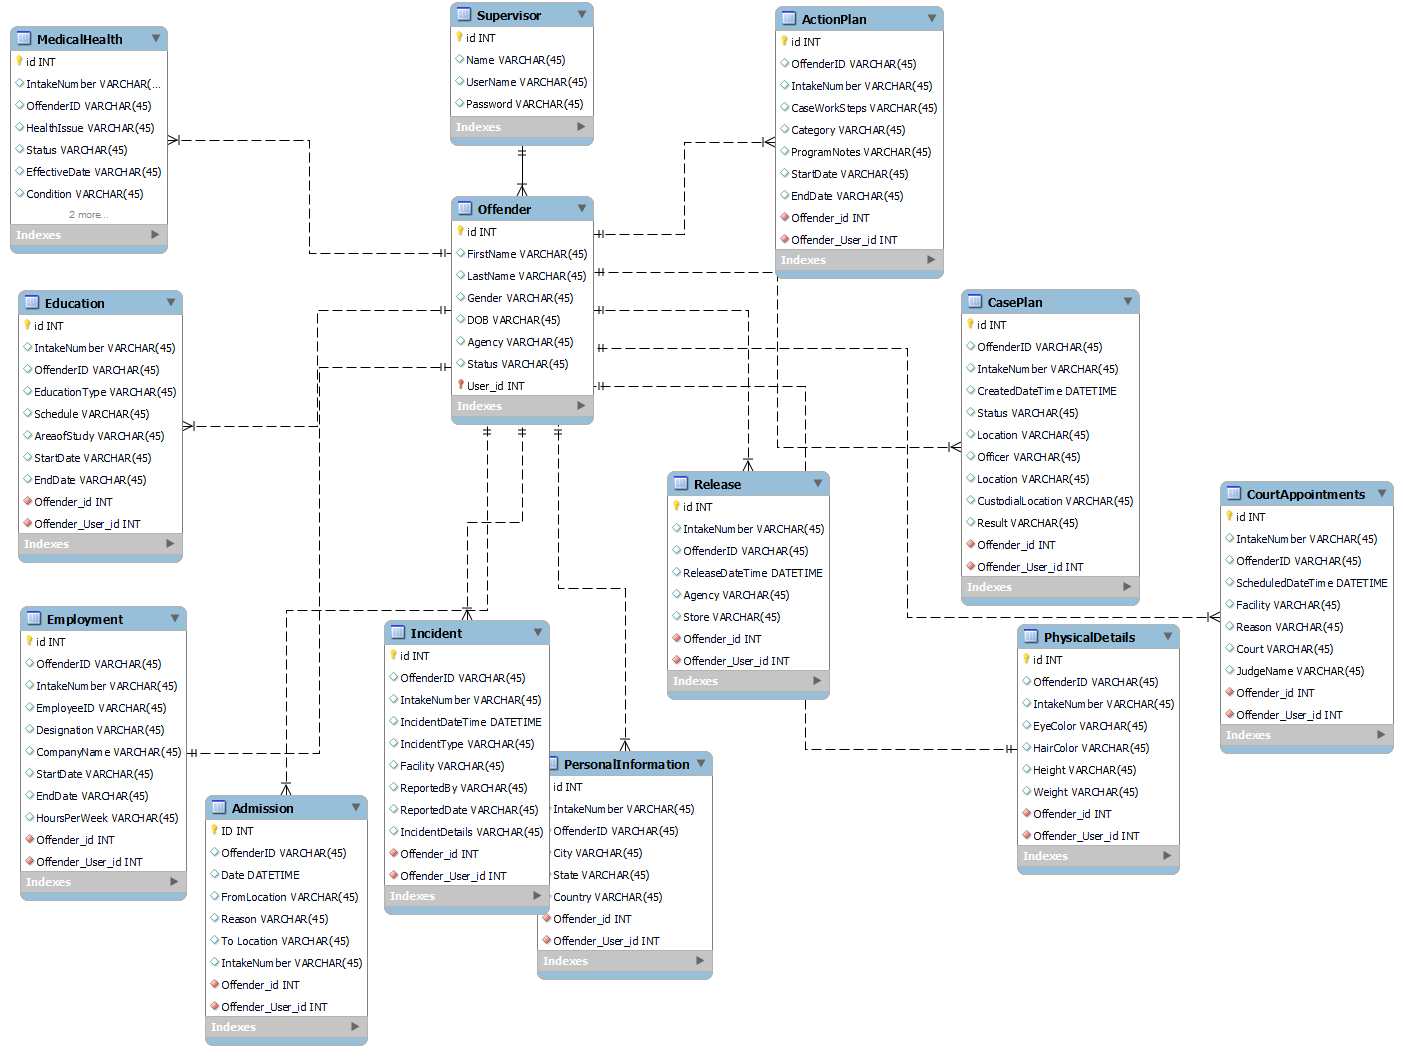 MedicalHealth
id INT
IntakeNumber VARCHAR(...
OffenderID VARCHAR(45)
HealthIssue VARCHAR(45)
Status VARCHAR(45)
EffectiveDate VARCHAR(45)
Condition VARCHAR(45)
2 more...
Indexes
Supervisor
id INT
Name VARCHAR(45)
UserName VARCHAR(45)
Password VARCHAR(45)
Indexes
ActionPlan
id INT
OffenderID VARCHAR(45)
IntakeNumber VARCHAR(45)
CaseWorkSteps VARCHAR(45)
Category VARCHAR(45)
ProgramNotes VARCHAR(45)
StartDate VARCHAR(45)
EndDate VARCHAR(45)
Offender_id INT
Offender_User_id INT
Indexes
Offender
id INT
FirstName VARCHAR(45)
LastName VARCHAR(45)
Gender VARCHAR(45)
DOB VARCHAR(45)
Agency VARCHAR(45)
Status VARCHAR(45)
User_id INT
Indexes
Education
id INT
IntakeNumber VARCHAR(45)
OffenderID VARCHAR(45)
EducationType VARCHAR(45)
Schedule VARCHAR(45)
AreaofStudy VARCHAR(45)
StartDate VARCHAR(45)
EndDate VARCHAR(45)
Offender_id INT
Offender_User_id INT
Indexes
CasePlan
id INT
OffenderID VARCHAR(45)
IntakeNumber VARCHAR(45)
CreatedDateTime DATETIME
Status VARCHAR(45)
Location VARCHAR(45)
Officer VARCHAR(45)
Location VARCHAR(45)
CustodialLocation VARCHAR(45)
Result VARCHAR(45)
Offender_id INT
Offender_User_id INT
Indexes
Release
id INT
IntakeNumber VARCHAR(45)
OffenderID VARCHAR(45)
ReleaseDateTime DATETIME
Agency VARCHAR(45)
Store VARCHAR(45)
Offender_id INT
Offender_User_id INT
Indexes
CourtAppointments
id INT
IntakeNumber VARCHAR(45)
OffenderID VARCHAR(45)
ScheduledDateTime DATETIME
Facility VARCHAR(45)
Reason VARCHAR(45)
Court VARCHAR(45)
JudgeName VARCHAR(45)
Offender_id INT
Offender_User_id INT
Indexes
Employment
id INT
OffenderID VARCHAR(45)
IntakeNumber VARCHAR(45)
EmployeeID VARCHAR(45)
Designation VARCHAR(45)
CompanyName VARCHAR(45)
StartDate VARCHAR(45)
EndDate VARCHAR(45)
HoursPerWeek VARCHAR(45)
Offender_id INT
Offender_User_id INT
Indexes
Incident
id INT
OffenderID VARCHAR(45)
IntakeNumber VARCHAR(45)
IncidentDateTime DATETIME
IncidentType VARCHAR(45)
Facility VARCHAR(45)
ReportedBy VARCHAR(45)
ReportedDate VARCHAR(45)
IncidentDetails VARCHAR(45)
Offender_id INT
Offender_User_id INT
Indexes
PhysicalDetails
id INT
OffenderID VARCHAR(45)
IntakeNumber VARCHAR(45)
EyeColor VARCHAR(45)
HairColor VARCHAR(45)
Height VARCHAR(45)
Weight VARCHAR(45)
Offender_id INT
Offender_User_id INT
Indexes
PersonalInformation
id INT
IntakeNumber VARCHAR(45)
OffenderID VARCHAR(45)
City VARCHAR(45)
State VARCHAR(45)
Country VARCHAR(45)
Offender_id INT
Offender_User_id INT
Indexes
Admission
ID INT
OffenderID VARCHAR(45)
Date DATETIME
FromLocation VARCHAR(45)
Reason VARCHAR(45)
To Location VARCHAR(45)
IntakeNumber VARCHAR(45)
Offender_id INT
Offender_User_id INT
Indexes